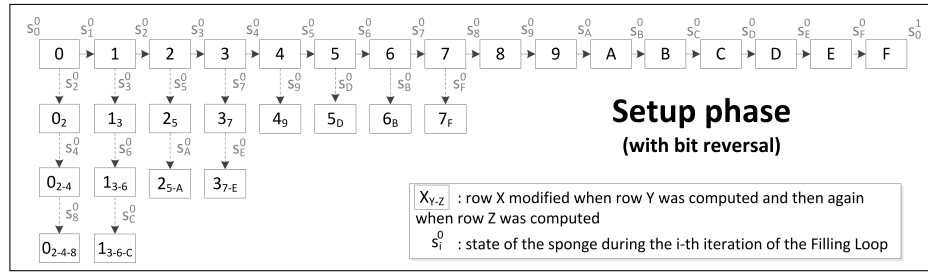 s₀⁰ s₁⁰ s₂⁰ s₃⁰ s₄⁰ s₅⁰ s₆⁰ s₇⁰ s₈⁰ s₉⁰ s_A⁰ s_B⁰ s_C⁰ s_D⁰ s_E⁰ s_F⁰ s₀¹
0 1 2 3 4 5 6 7 8 9 A B C D E F
s₂⁰ s₃⁰ s₅⁰ s₇⁰ s₉⁰ s_D⁰ s_B⁰ s_F⁰
0₂ 1₃ 2₅ 3₇ 4₉ 5_D 6_B 7_F
Setup phase
(with bit reversal)
s₄⁰ s₆⁰ s_A⁰ s_E⁰
0₂₋₄ 1₃₋₆ 2_5-A 3_7-E
s₈⁰ s_C⁰
0₂₋₄₋₈ 1_3-6-C
X_Y-Z : row X modified when row Y was computed and then again
when row Z was computed
s_i⁰ : state of the sponge during the i-th iteration of the Filling Loop